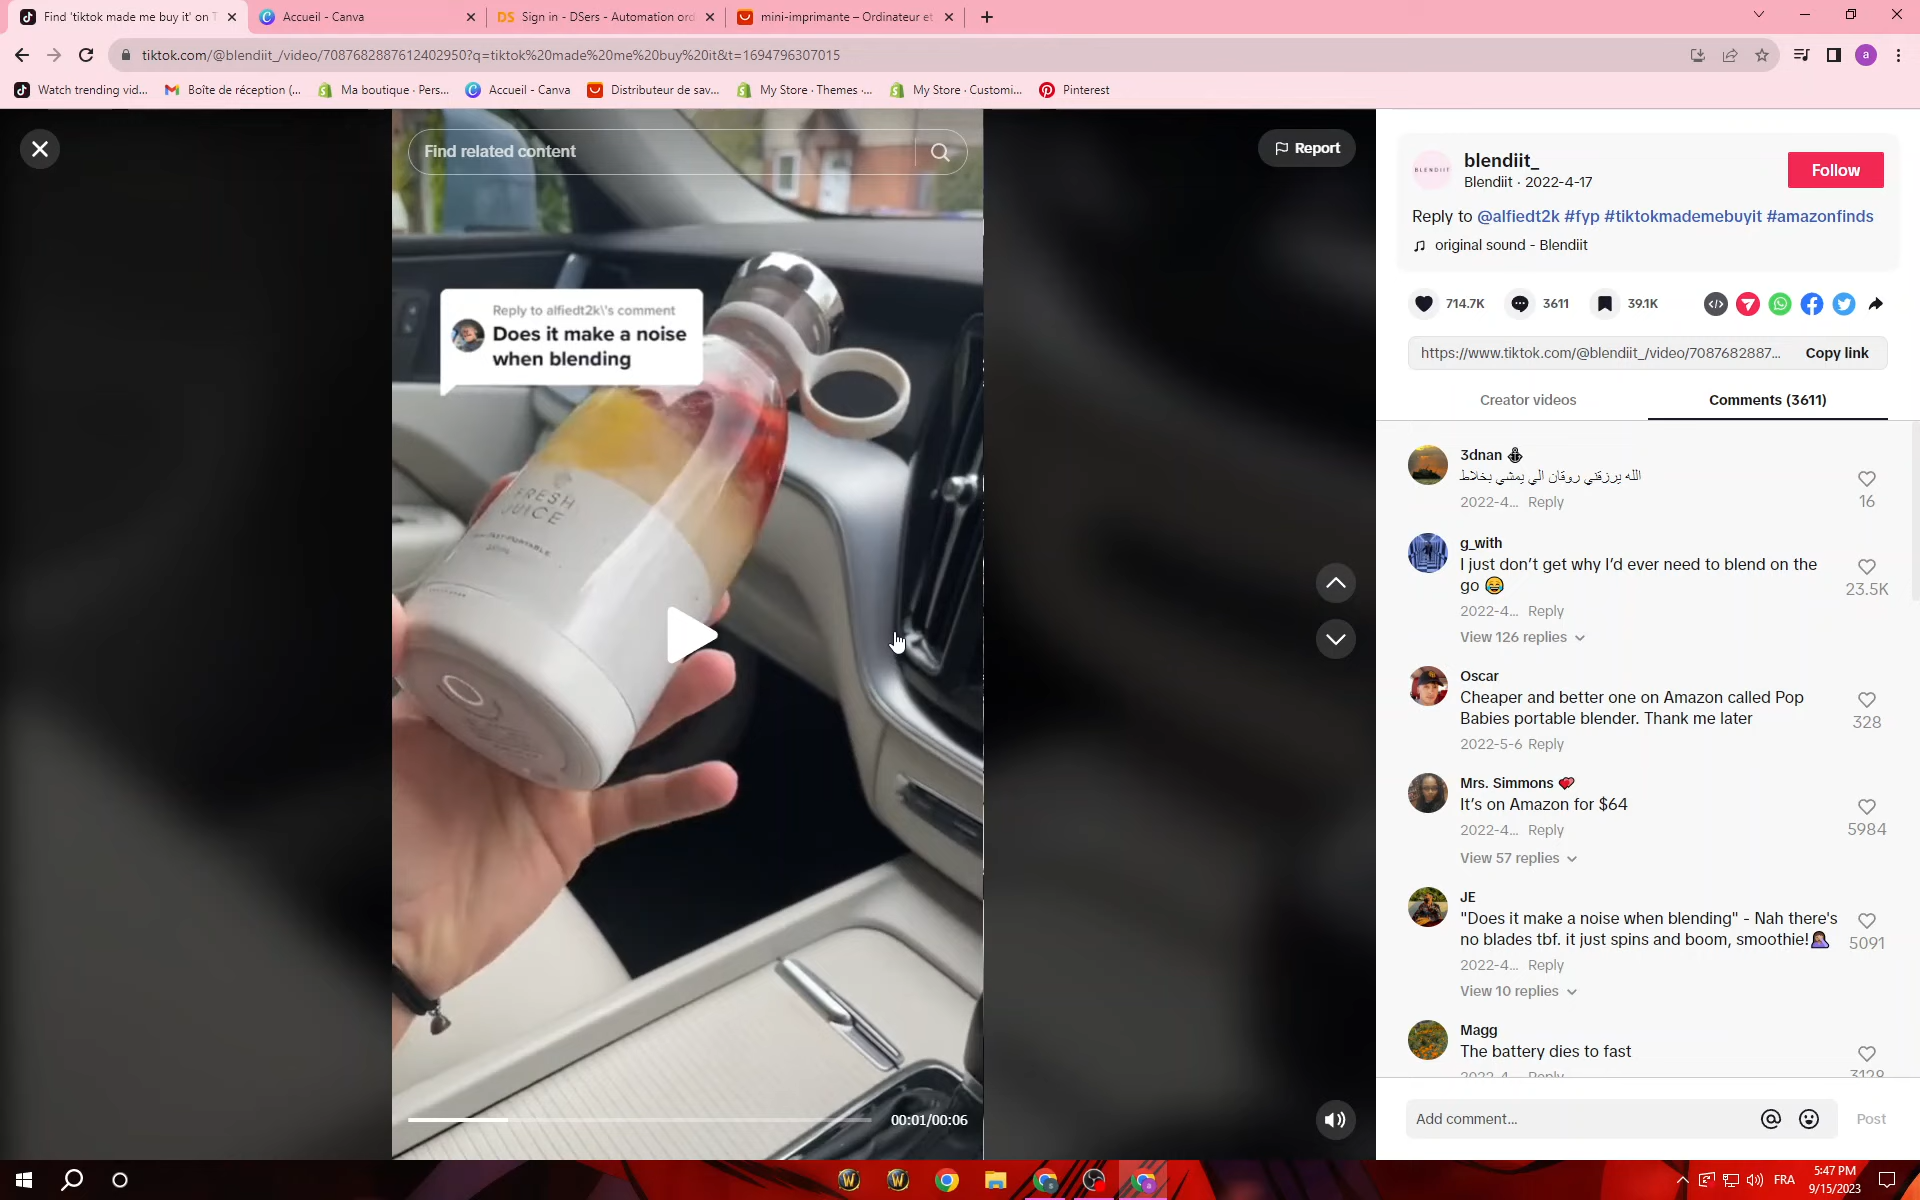 Find 'tiktok made me buy it' on T
Accueil - Canva
DS Sign in - DSers - Automation ord
mini-imprimante – Ordinateur et
tiktok.com/@blendiit_/video/7087682887612402950?q=tiktok%20made%20me%20buy%20it&t=1694796307015
a
Watch trending vid...
Boîte de réception (...
Ma boutique · Pers...
Accueil - Canva
Distributeur de sav...
My Store · Themes ·...
My Store · Customi...
Pinterest
Find related content
Report
Reply to alfiedt2k\'s comment
Does it make a noise
when blending
FRESH
JUICE
00:01/00:06
BLENDIIT
blendiit_
Blendiit · 2022-4-17
Follow
Reply to @alfiedt2k #fyp #tiktokmademebuyit #amazonfinds
original sound - Blendiit
714.7K
3611
39.1K
https://www.tiktok.com/@blendiit_/video/7087682887...
Copy link
Creator videos
Comments (3611)
3dnan
الله يرزقني روقان الي يمشي بخلاط
2022-4... Reply
16
g_with
I just don't get why I'd ever need to blend on the
go 😂
23.5K
2022-4... Reply
View 126 replies
Oscar
Cheaper and better one on Amazon called Pop
Babies portable blender. Thank me later
328
2022-5-6 Reply
Mrs. Simmons 💕
It's on Amazon for $64
5984
2022-4... Reply
View 57 replies
JE
"Does it make a noise when blending" - Nah there's
no blades tbf. it just spins and boom, smoothie!🤦🏽‍♀️
5091
2022-4... Reply
View 10 replies
Magg
The battery dies to fast
2022-4... Reply
3128
Add comment...
Post
FRA
5:47 PM
9/15/2023